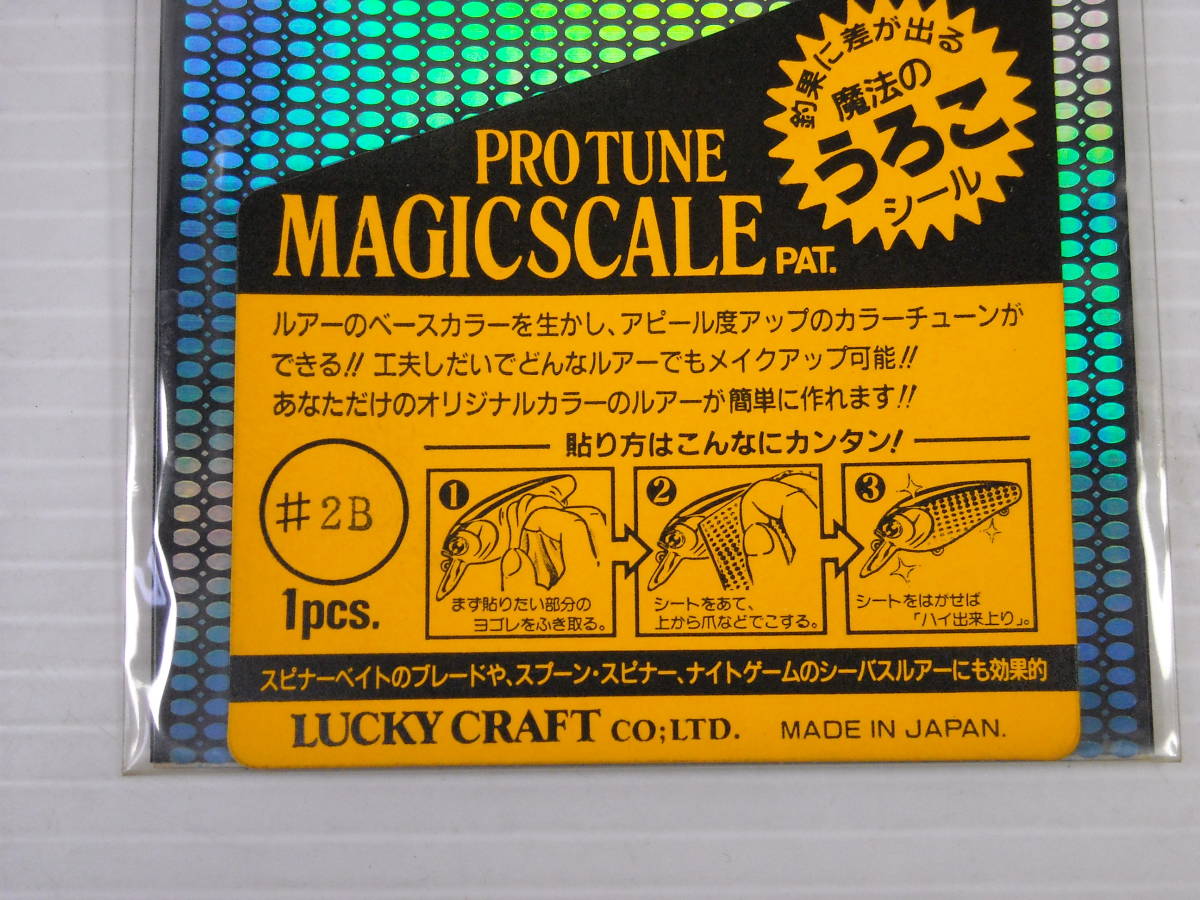 釣果に差が出る
魔法の
うろこ
シール
PRO TUNE
MAGICSCALE PAT.
ルアーのベースカラーを生かし、アピール度アップのカラーチューンが
できる!! 工夫しだいでどんなルアーでもメイクアップ可能!!
あなただけのオリジナルカラーのルアーが簡単に作れます!!
貼り方はこんなにカンタン!
#2B
1pcs.
1
まず貼りたい部分の
ヨゴレをふき取る。
2
シートをあて、
上から爪などでこする。
3
シートをはがせば
「ハイ出来上り」。
スピナーベイトのブレードや、スプーン・スピナー、ナイトゲームのシーバスルアーにも効果的
LUCKY CRAFT CO;LTD. MADE IN JAPAN.